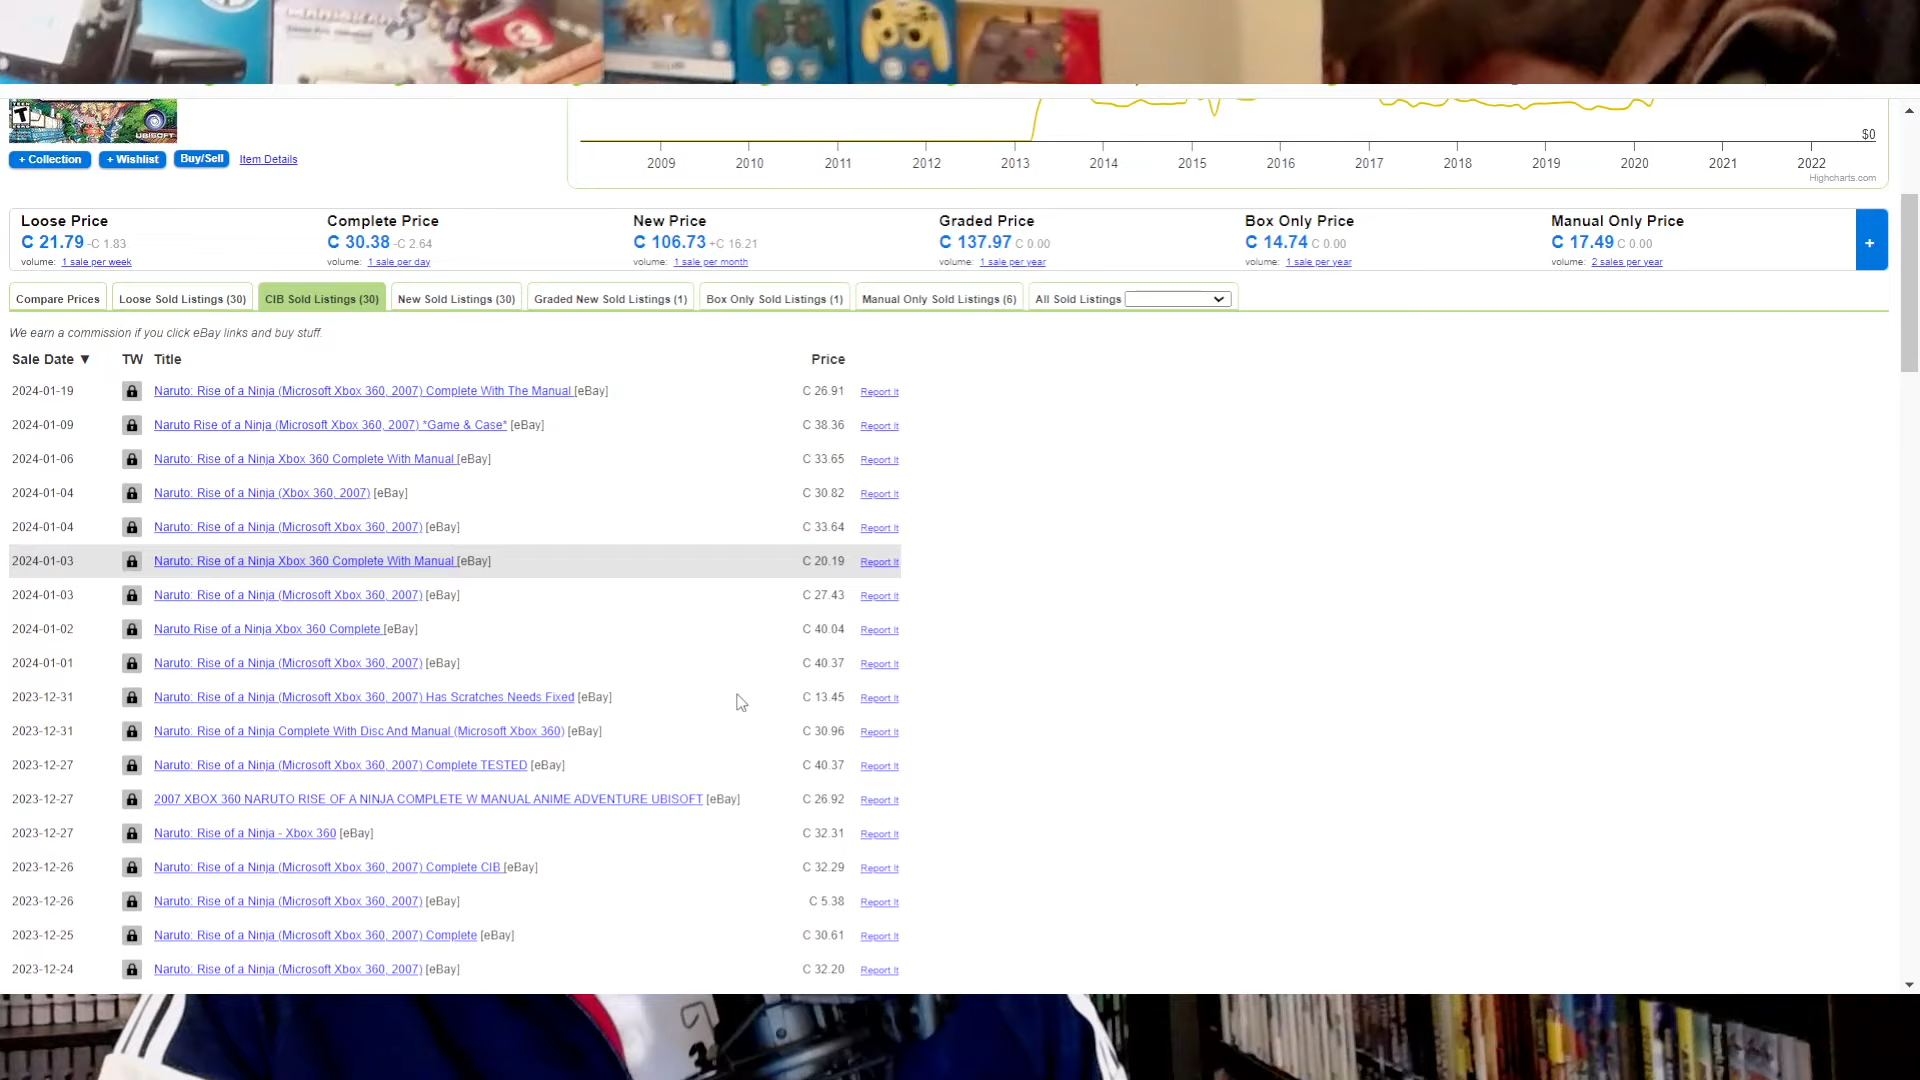 8
T
UBISOFT
+ Collection + Wishlist Buy/Sell Item Details
$0
2009 2010 2011 2012 2013 2014 2015 2016 2017 2018 2019 2020 2021 2022
Highcharts.com
Loose Price Complete Price New Price Graded Price Box Only Price Manual Only Price
C 21.79 -C 1.83 C 30.38 -C 2.64 C 106.73 +C 16.21 C 137.97 C 0.00 C 14.74 C 0.00 C 17.49 C 0.00 +
volume: 1 sale per week volume: 1 sale per day volume: 1 sale per month volume: 1 sale per year volume: 1 sale per year volume: 2 sales per year
Compare Prices Loose Sold Listings (30) CIB Sold Listings (30) New Sold Listings (30) Graded New Sold Listings (1) Box Only Sold Listings (1) Manual Only Sold Listings (6) All Sold Listings
We earn a commission if you click eBay links and buy stuff.
Sale Date ▼ TW Title Price
2024-01-19 Naruto: Rise of a Ninja (Microsoft Xbox 360, 2007) Complete With The Manual [eBay] C 26.91 Report It
2024-01-09 Naruto Rise of a Ninja (Microsoft Xbox 360, 2007) *Game & Case* [eBay] C 38.36 Report It
2024-01-06 Naruto: Rise of a Ninja Xbox 360 Complete With Manual [eBay] C 33.65 Report It
2024-01-04 Naruto: Rise of a Ninja (Xbox 360, 2007) [eBay] C 30.82 Report It
2024-01-04 Naruto: Rise of a Ninja (Microsoft Xbox 360, 2007) [eBay] C 33.64 Report It
2024-01-03 Naruto: Rise of a Ninja Xbox 360 Complete With Manual [eBay] C 20.19 Report It
2024-01-03 Naruto: Rise of a Ninja (Microsoft Xbox 360, 2007) [eBay] C 27.43 Report It
2024-01-02 Naruto Rise of a Ninja Xbox 360 Complete [eBay] C 40.04 Report It
2024-01-01 Naruto: Rise of a Ninja (Microsoft Xbox 360, 2007) [eBay] C 40.37 Report It
2023-12-31 Naruto: Rise of a Ninja (Microsoft Xbox 360, 2007) Has Scratches Needs Fixed [eBay] C 13.45 Report It
2023-12-31 Naruto: Rise of a Ninja Complete With Disc And Manual (Microsoft Xbox 360) [eBay] C 30.96 Report It
2023-12-27 Naruto: Rise of a Ninja (Microsoft Xbox 360, 2007) Complete TESTED [eBay] C 40.37 Report It
2023-12-27 2007 XBOX 360 NARUTO RISE OF A NINJA COMPLETE W MANUAL ANIME ADVENTURE UBISOFT [eBay] C 26.92 Report It
2023-12-27 Naruto: Rise of a Ninja - Xbox 360 [eBay] C 32.31 Report It
2023-12-26 Naruto: Rise of a Ninja (Microsoft Xbox 360, 2007) Complete CIB [eBay] C 32.29 Report It
2023-12-26 Naruto: Rise of a Ninja (Microsoft Xbox 360, 2007) [eBay] C 5.38 Report It
2023-12-25 Naruto: Rise of a Ninja (Microsoft Xbox 360, 2007) Complete [eBay] C 30.61 Report It
2023-12-24 Naruto: Rise of a Ninja (Microsoft Xbox 360, 2007) [eBay] C 32.20 Report It